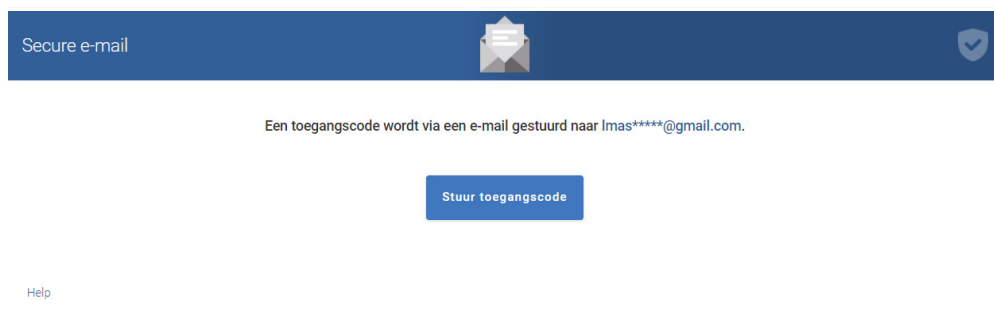 Secure e-mail
Een toegangscode wordt via een e-mail gestuurd naar lmas*****@gmail.com.
Stuur toegangscode
Help